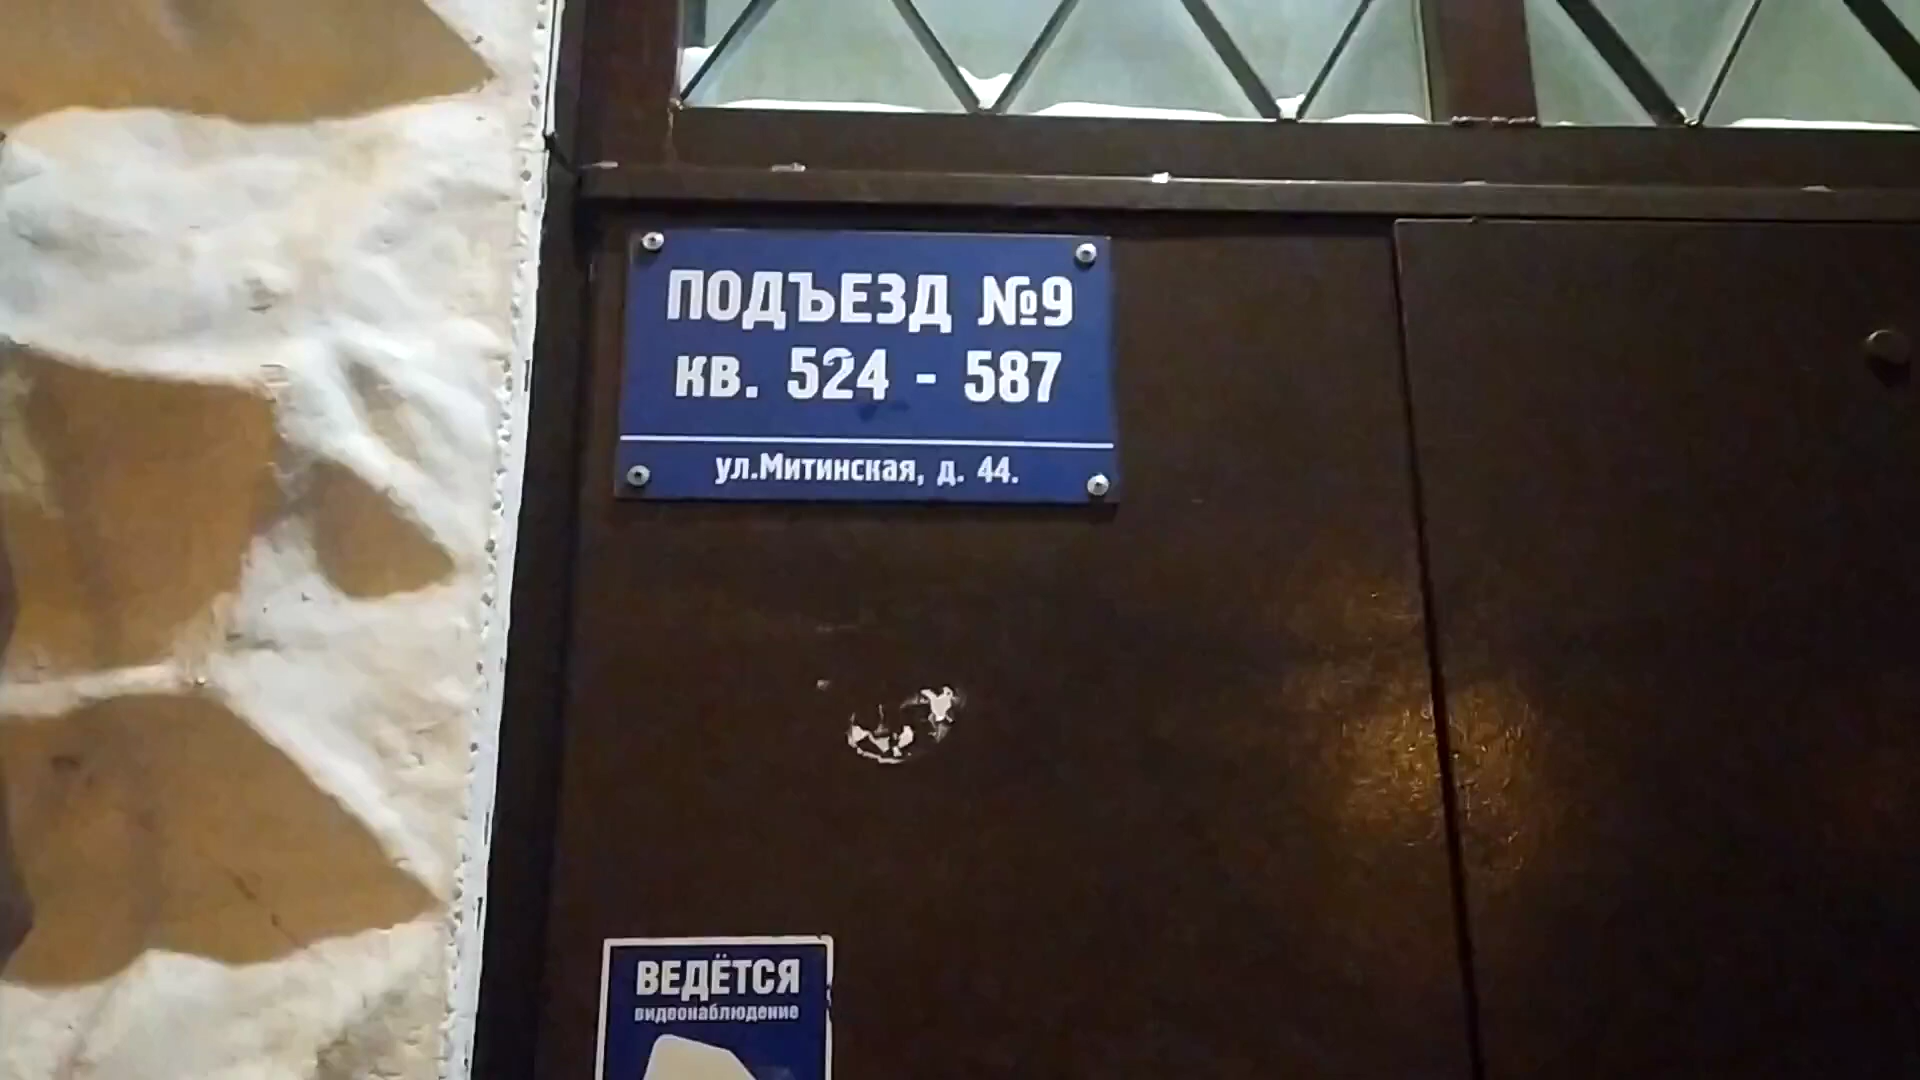 ПОДЪЕЗД №9
кв. 524 - 587
ул.Митинская, д. 44.
ВЕДЁТСЯ
видеонаблюдение